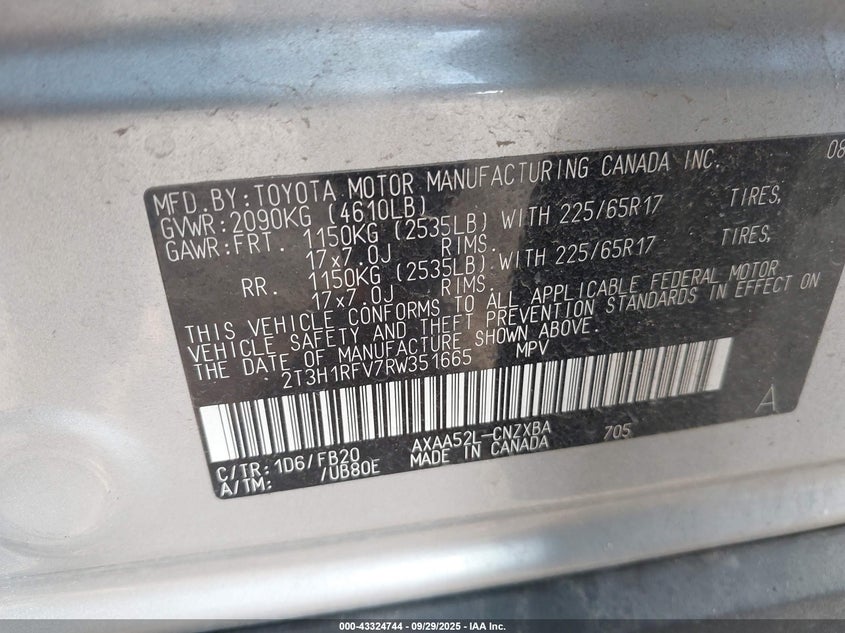 MFD.BY:TOYOTA MOTOR MANUFACTURING CANADA INC. 08
GVWR:2090KG (4610LB)
GAWR:FRT. 1150KG (2535LB) WITH 225/65R17 TIRES,
17x7.0J RIMS.
RR. 1150KG (2535LB) WITH 225/65R17 TIRES,
17x7.0J RIMS.
THIS VEHICLE CONFORMS TO ALL APPLICABLE FEDERAL MOTOR
VEHICLE SAFETY AND THEFT PREVENTION STANDARDS IN EFFECT ON
THE DATE OF MANUFACTURE SHOWN ABOVE.
2T3H1RFV7RW351665 MPV
A
C/TR:1D6/FB20 AXAA52L-CNZXBA 705
A/TM: /UB80E MADE IN CANADA
000-43324744 - 09/29/2025 - IAA Inc.